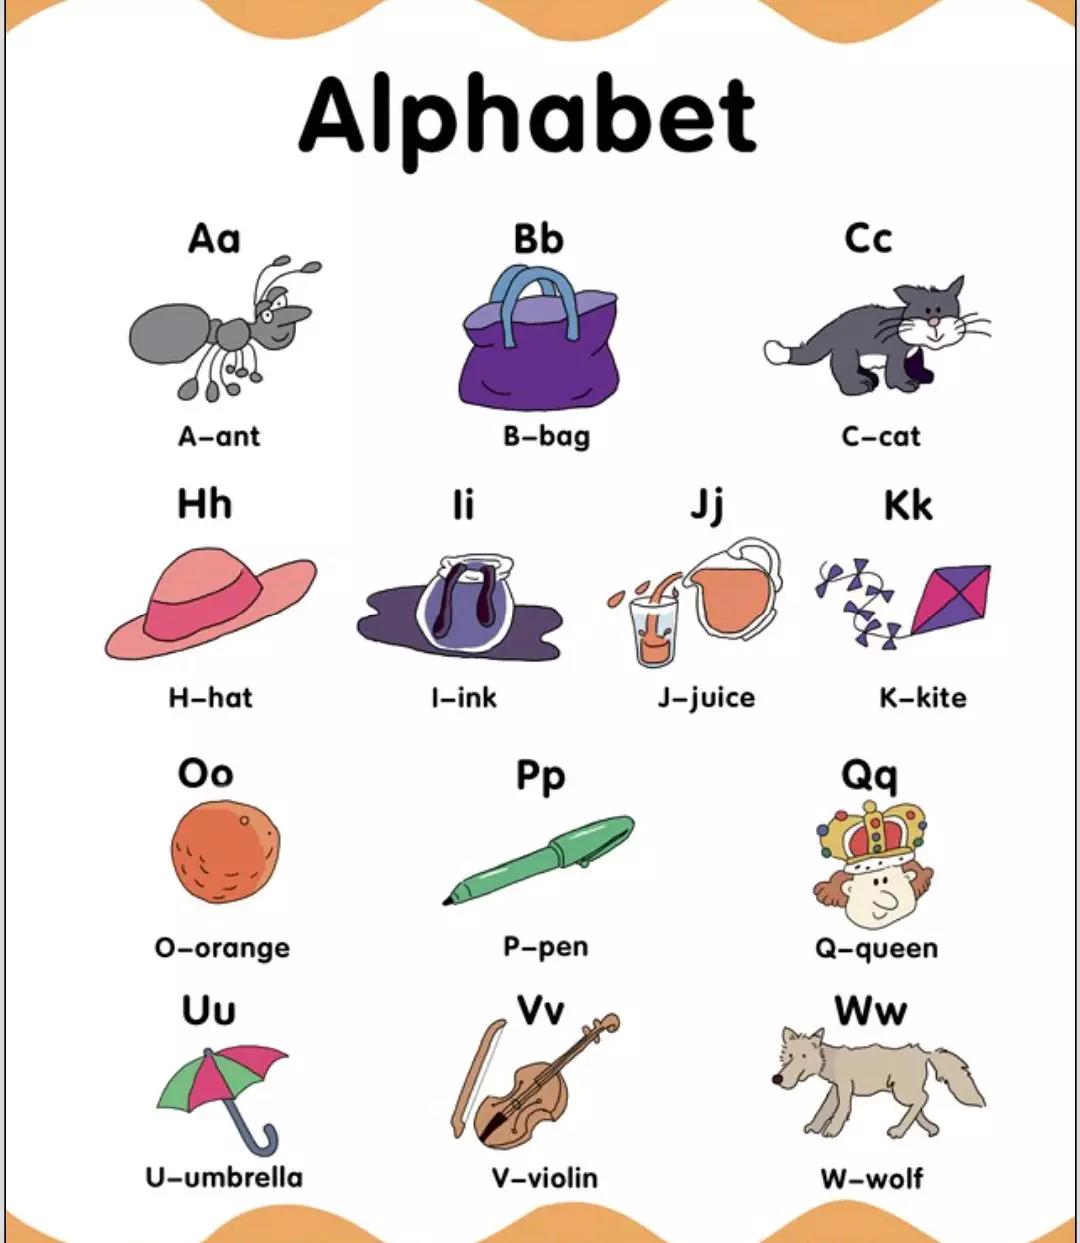 Alphabet
Aa Bb Cc
A–ant B–bag C–cat
Hh Ii Jj Kk
H–hat I–ink J–juice K–kite
Oo Pp Qq
O–orange P–pen Q–queen
Uu Vv Ww
U–umbrella V–violin W–wolf